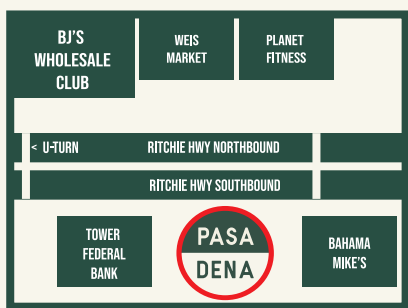 BJ'S
WHOLESALE
CLUB
WEIS
MARKET
PLANET
FITNESS
< U-TURN
RITCHIE HWY NORTHBOUND
RITCHIE HWY SOUTHBOUND
TOWER
FEDERAL
BANK
PASA
DENA
BAHAMA
MIKE'S